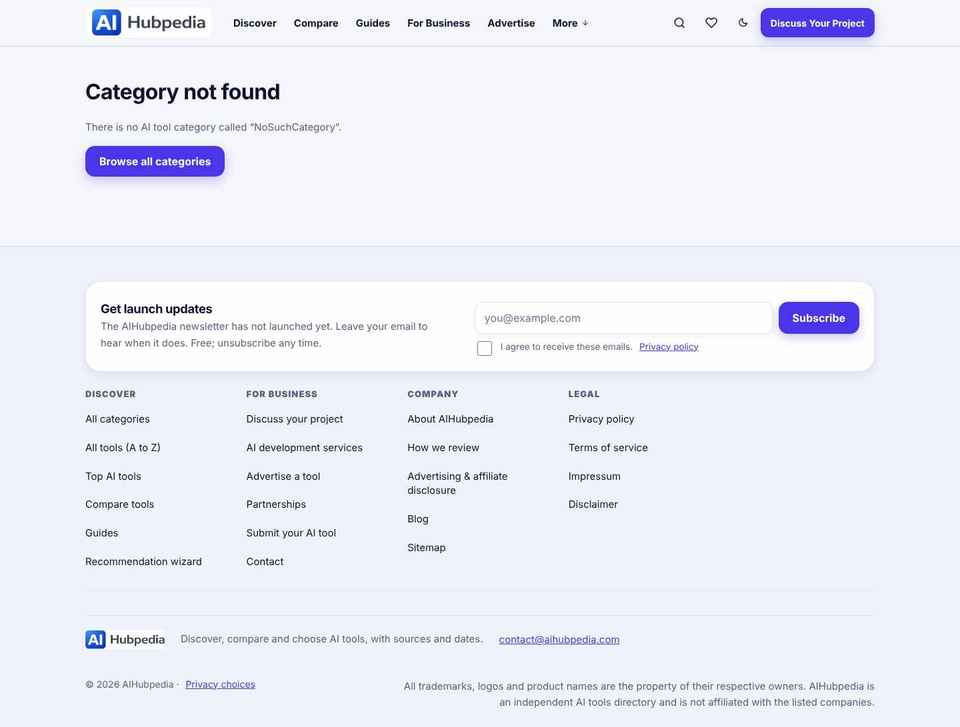 AI Hubpedia
Discover
Compare
Guides
For Business
Advertise
More
Discuss Your Project
Category not found
There is no AI tool category called “NoSuchCategory”.
Browse all categories
Get launch updates
The AIHubpedia newsletter has not launched yet. Leave your email to
hear when it does. Free; unsubscribe any time.
you@example.com
Subscribe
I agree to receive these emails. Privacy policy
DISCOVER
All categories
All tools (A to Z)
Top AI tools
Compare tools
Guides
Recommendation wizard
FOR BUSINESS
Discuss your project
AI development services
Advertise a tool
Partnerships
Submit your AI tool
Contact
COMPANY
About AIHubpedia
How we review
Advertising & affiliate
disclosure
Blog
Sitemap
LEGAL
Privacy policy
Terms of service
Impressum
Disclaimer
AI Hubpedia
Discover, compare and choose AI tools, with sources and dates.
contact@aihubpedia.com
© 2026 AIHubpedia · Privacy choices
All trademarks, logos and product names are the property of their respective owners. AIHubpedia is
an independent AI tools directory and is not affiliated with the listed companies.